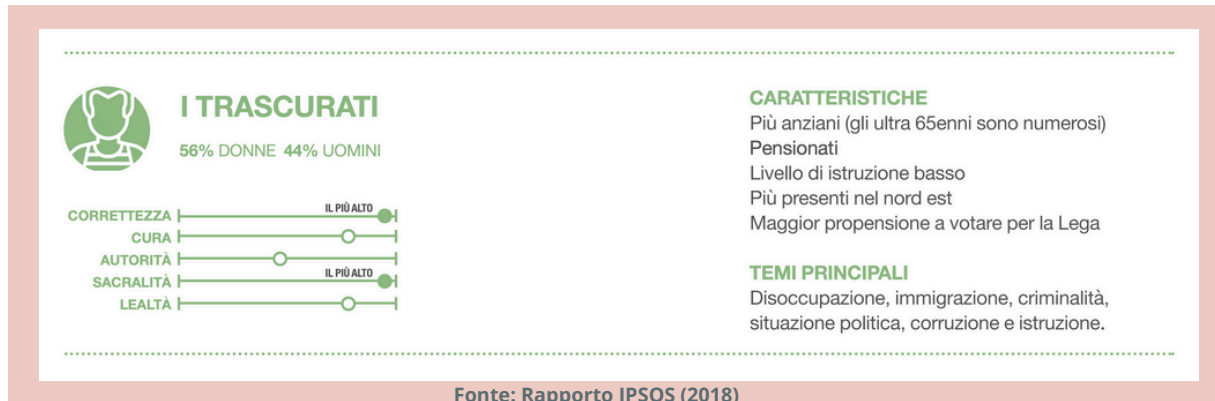 I TRASCURATI
56% DONNE 44% UOMINI
IL PIÙ ALTO
CORRETTEZZA
CURA
AUTORITÀ
IL PIÙ ALTO
SACRALITÀ
LEALTÀ
CARATTERISTICHE
Più anziani (gli ultra 65enni sono numerosi)
Pensionati
Livello di istruzione basso
Più presenti nel nord est
Maggior propensione a votare per la Lega
TEMI PRINCIPALI
Disoccupazione, immigrazione, criminalità,
situazione politica, corruzione e istruzione.
Fonte: Rapporto IPSOS (2018)